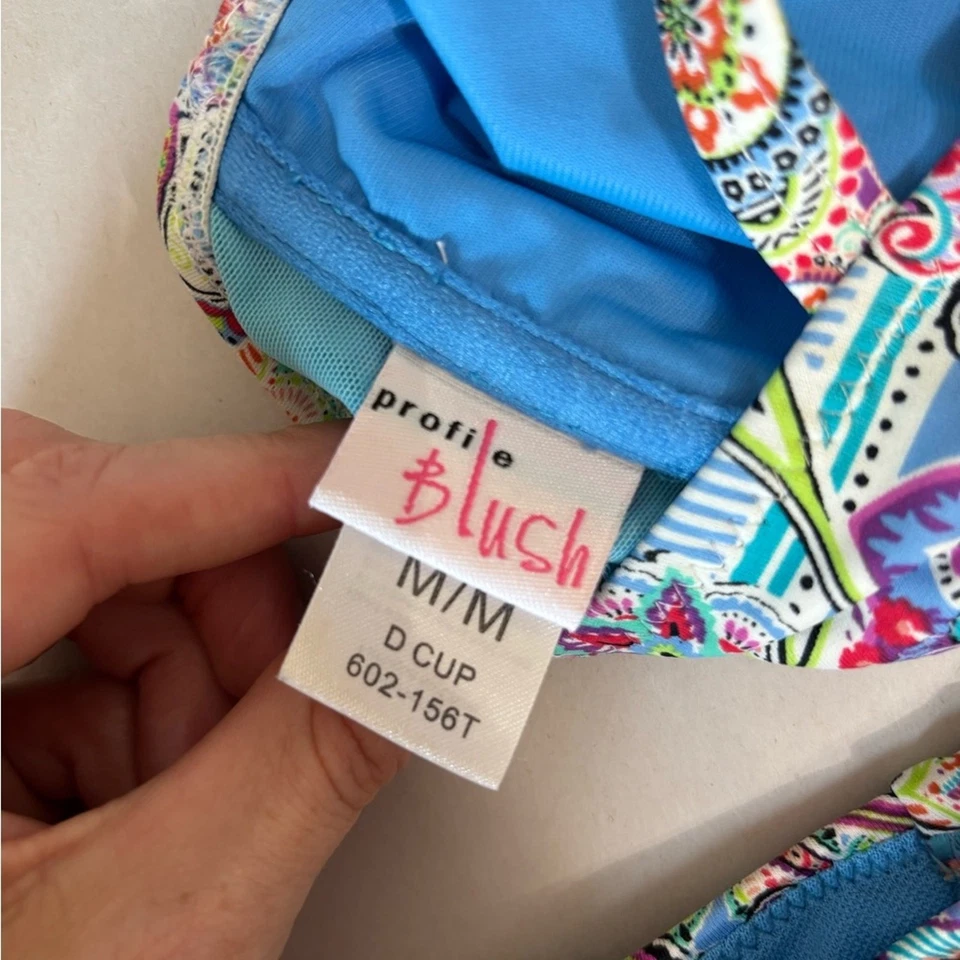 profile
Blush
M/M
D CUP
602-156T